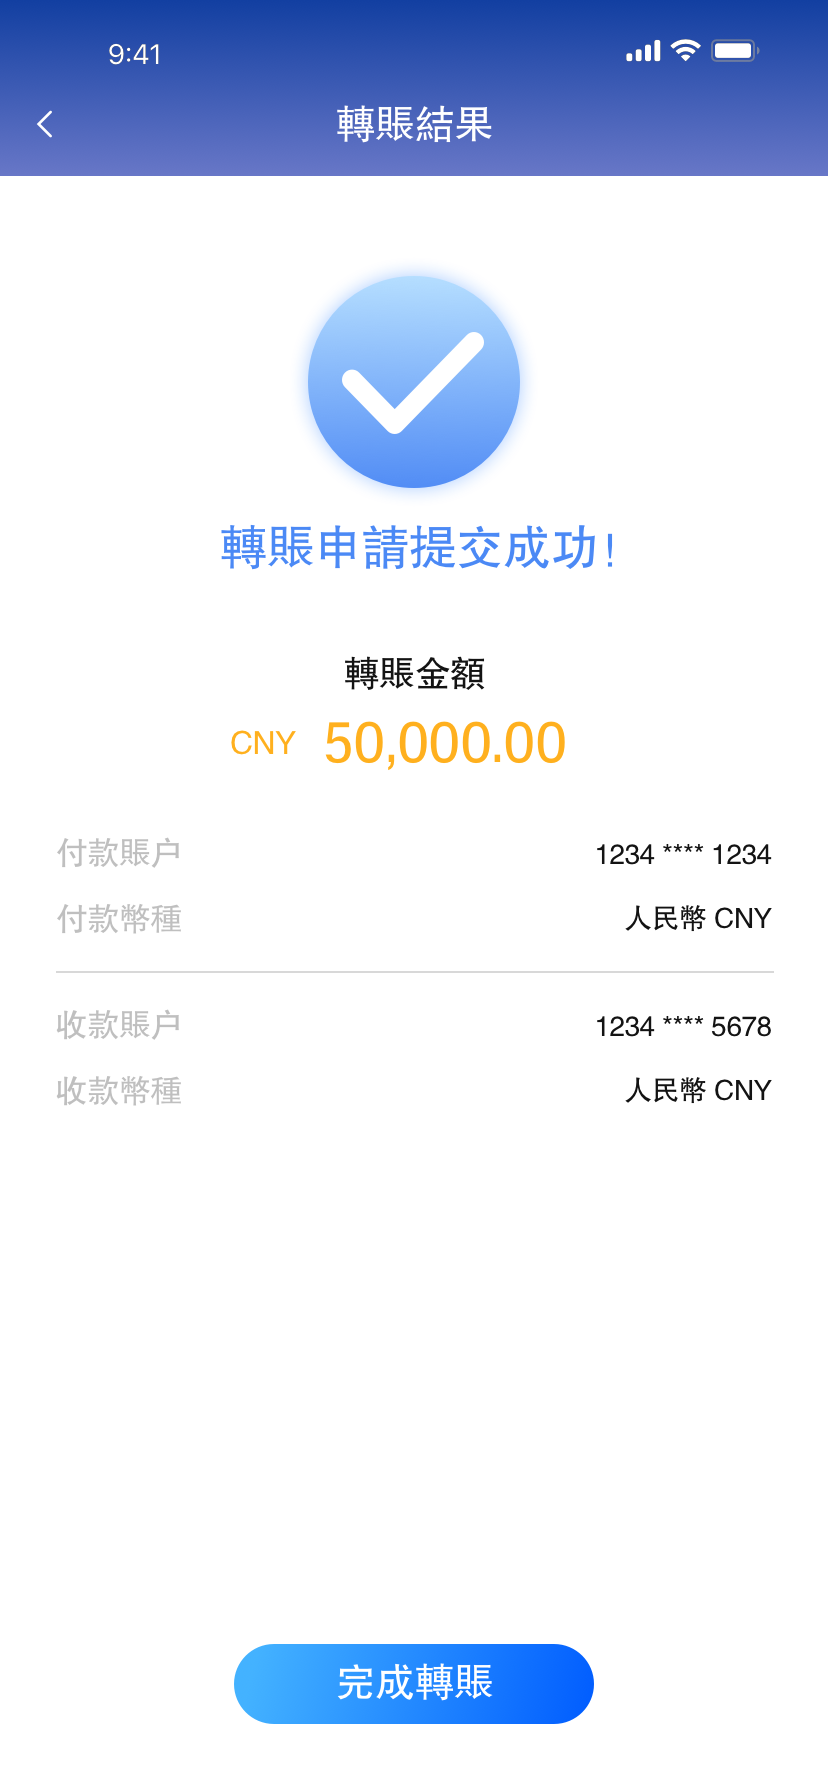 9:41
轉賬結果
轉賬申請提交成功!
轉賬金額
CNY 50,000.00
付款賬户 1234 **** 1234
付款幣種 人民幣 CNY
收款賬户 1234 **** 5678
收款幣種 人民幣 CNY
完成轉賬